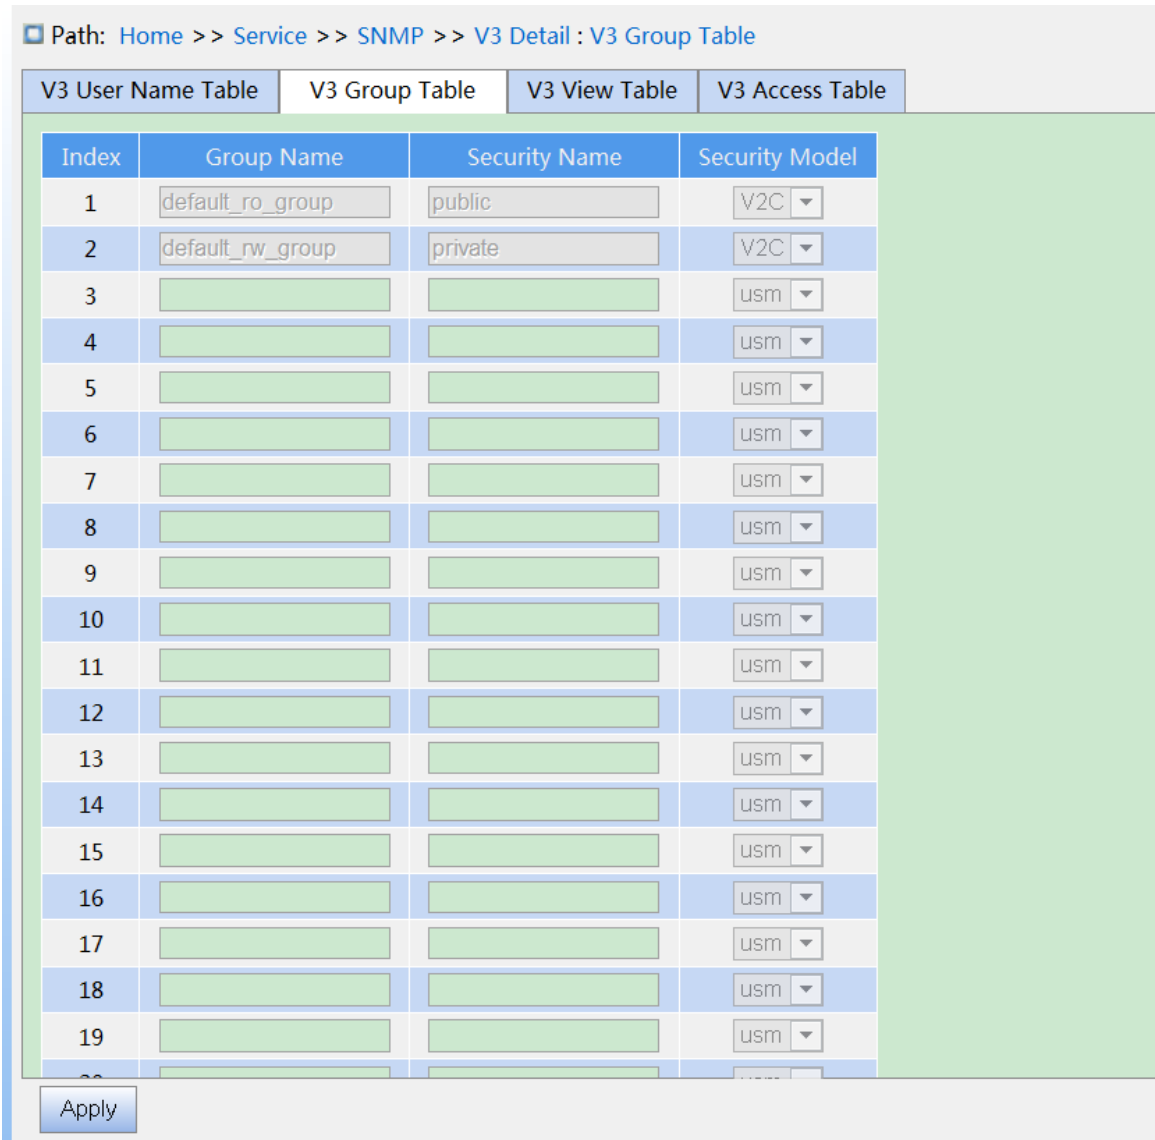 Path: Home >> Service >> SNMP >> V3 Detail : V3 Group Table
V3 User Name Table V3 Group Table V3 View Table V3 Access Table
Index Group Name Security Name Security Model
1 default_ro_group public V2C
2 default_rw_group private V2C
3 usm
4 usm
5 usm
6 usm
7 usm
8 usm
9 usm
10 usm
11 usm
12 usm
13 usm
14 usm
15 usm
16 usm
17 usm
18 usm
19 usm
Apply